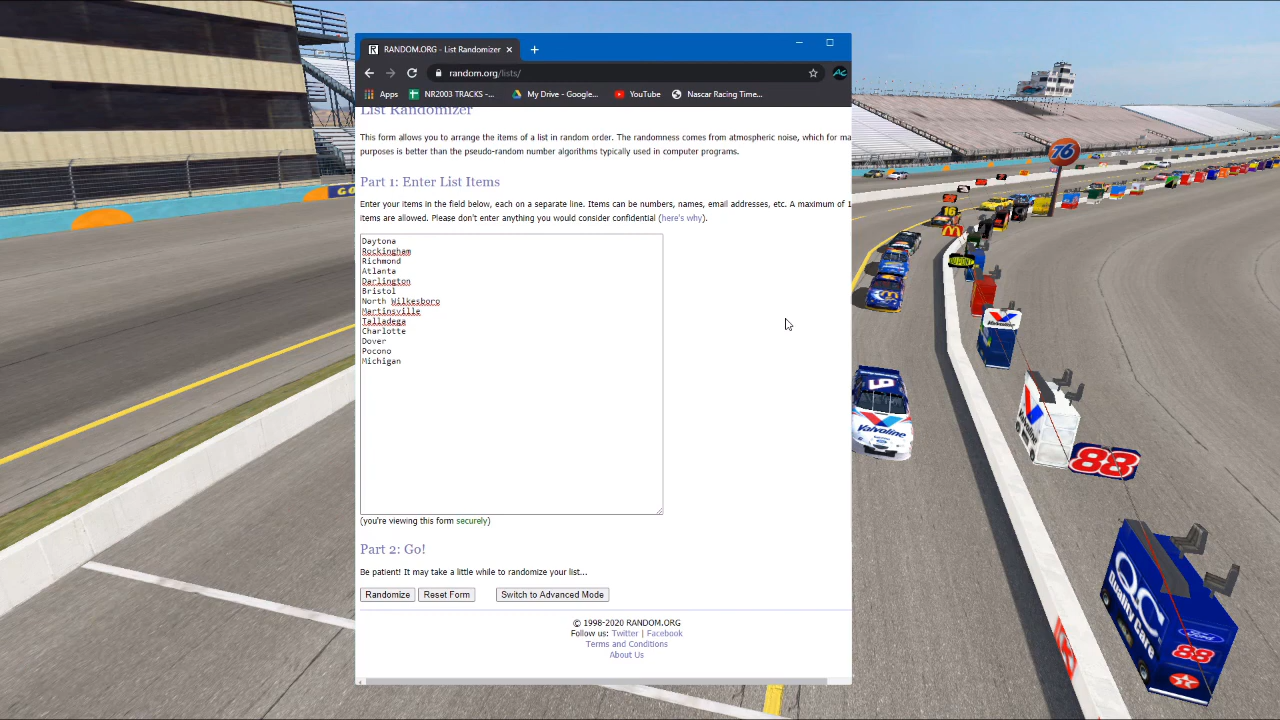 RANDOM.ORG - List Randomizer
random.org/lists/
Apps
NR2003 TRACKS -...
My Drive - Google...
YouTube
Nascar Racing Time...
List Randomizer
This form allows you to arrange the items of a list in random order. The randomness comes from atmospheric noise, which for ma
purposes is better than the pseudo-random number algorithms typically used in computer programs.
Part 1: Enter List Items
Enter your items in the field below, each on a separate line. Items can be numbers, names, email addresses, etc. A maximum of 1
items are allowed. Please don't enter anything you would consider confidential (here's why).
Daytona
Rockingham
Richmond
Atlanta
Darlington
Bristol
North Wilkesboro
Martinsville
Talladega
Charlotte
Dover
Pocono
Michigan
(you're viewing this form securely)
Part 2: Go!
Be patient! It may take a little while to randomize your list...
Randomize
Reset Form
Switch to Advanced Mode
© 1998-2020 RANDOM.ORG
Follow us: Twitter | Facebook
Terms and Conditions
About Us
76
16
DUPONT
Valvoline
6
Valvoline
88
QC
Quality Care
Ford
88